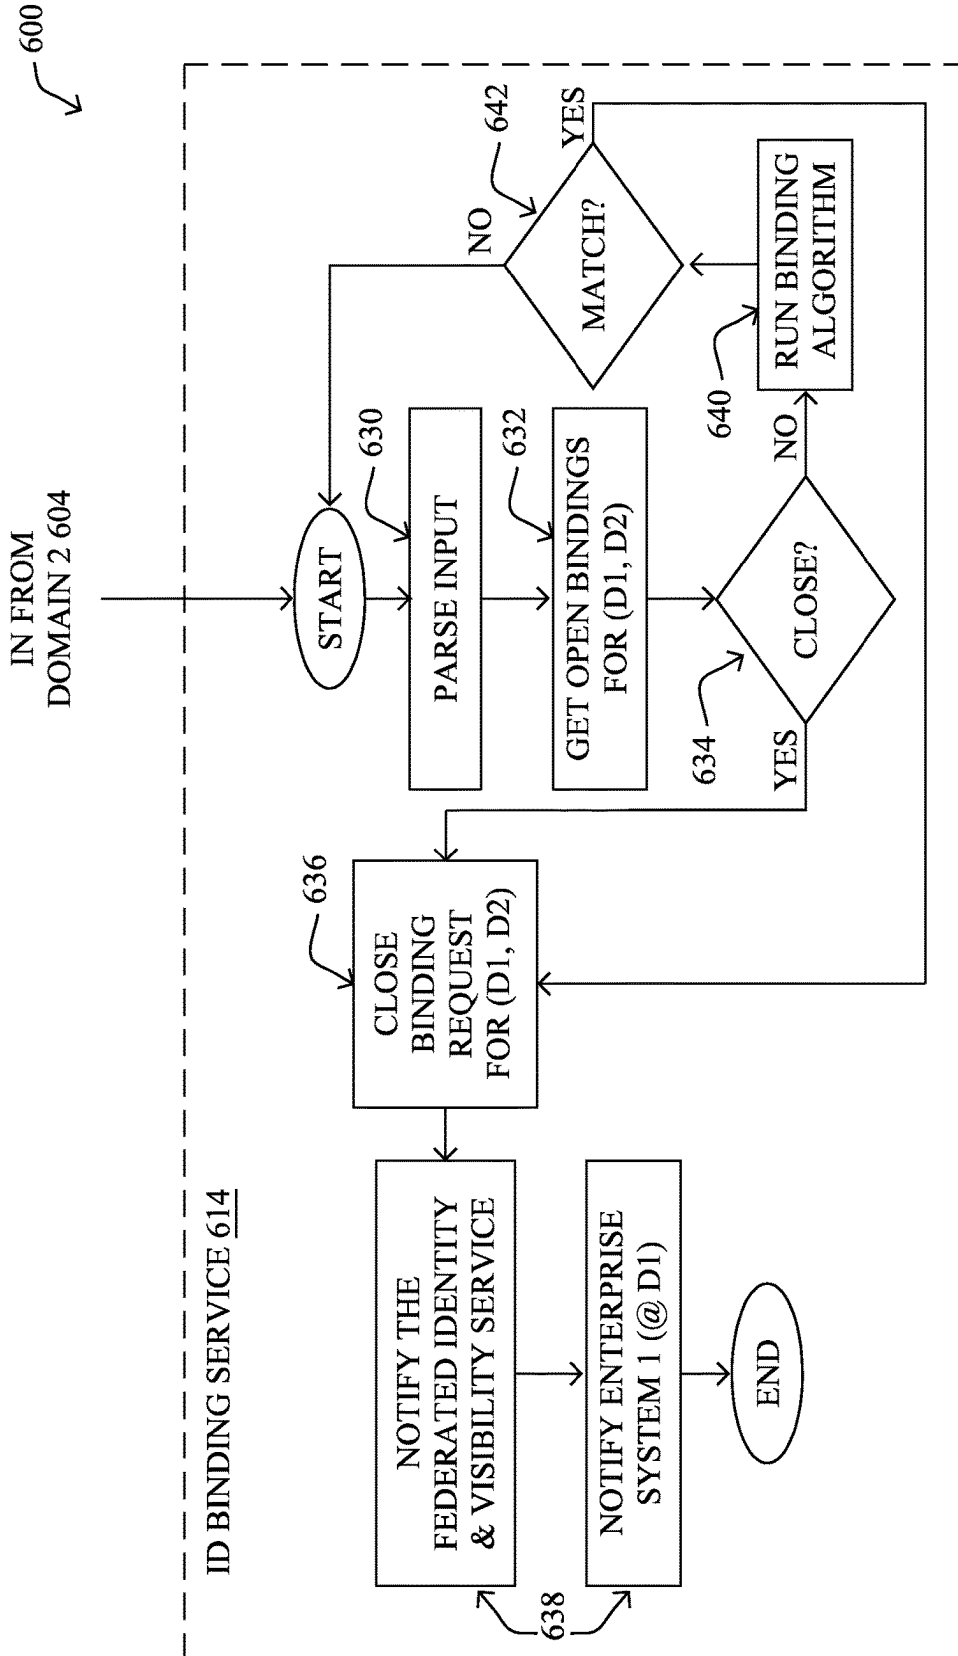 600
IN FROM
DOMAIN 2 604
ID BINDING SERVICE 614
START
630
PARSE INPUT
632
GET OPEN BINDINGS
FOR (D1, D2)
634
CLOSE?
YES
NO
636
CLOSE
BINDING
REQUEST
FOR (D1, D2)
638
NOTIFY THE
FEDERATED IDENTITY
& VISIBILITY SERVICE
NOTIFY ENTERPRISE
SYSTEM 1 (@ D1)
END
640
RUN BINDING
ALGORITHM
642
MATCH?
NO
YES